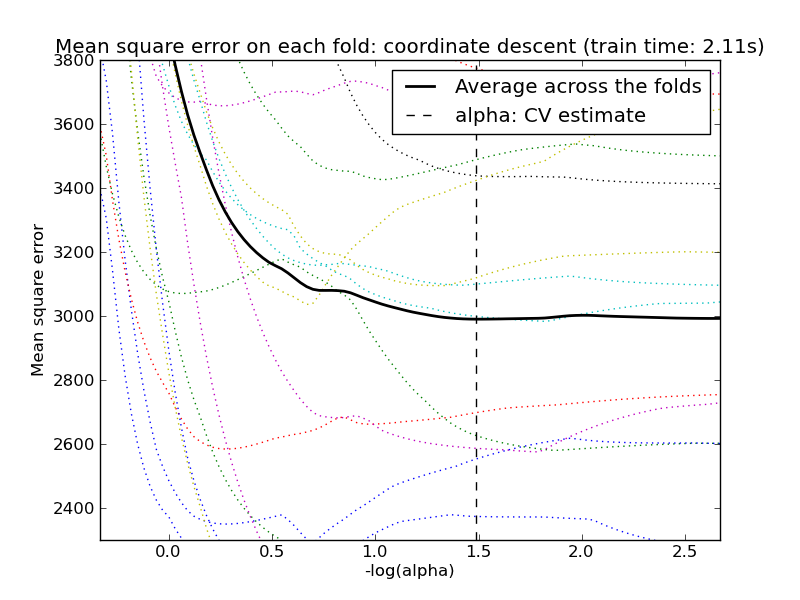 Mean square error on each fold: coordinate descent (train time: 2.11s)
3800
3600
3400
3200
3000
2800
2600
2400
Mean square error
Average across the folds
alpha: CV estimate
0.0 0.5 1.0 1.5 2.0 2.5
-log(alpha)